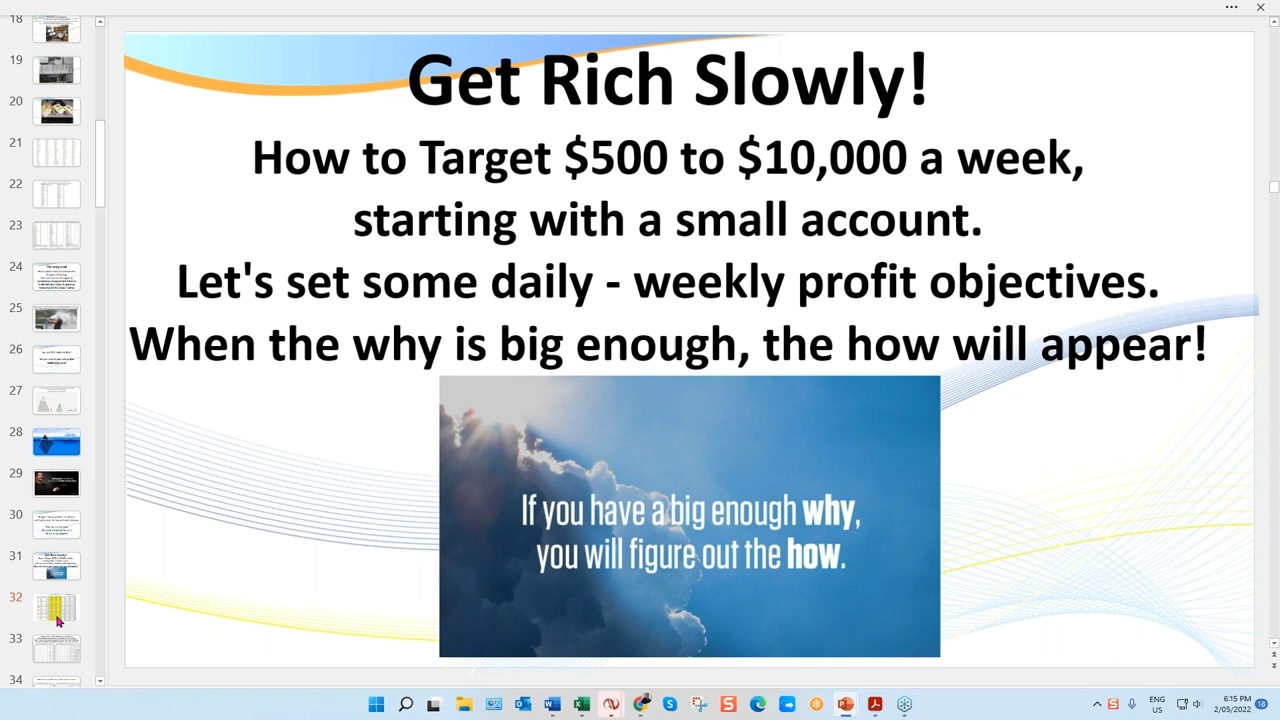 Get Rich Slowly!
How to Target $500 to $10,000 a week,
starting with a small account.
Let's set some daily - weekly profit objectives.
When the why is big enough, the how will appear!
If you have a big enough why,
you will figure out the how.
18
19
20
21
22
23
25
27
28
29
30
31
32
33
34
ENG
US
6:15 PM
2/05/2022
18